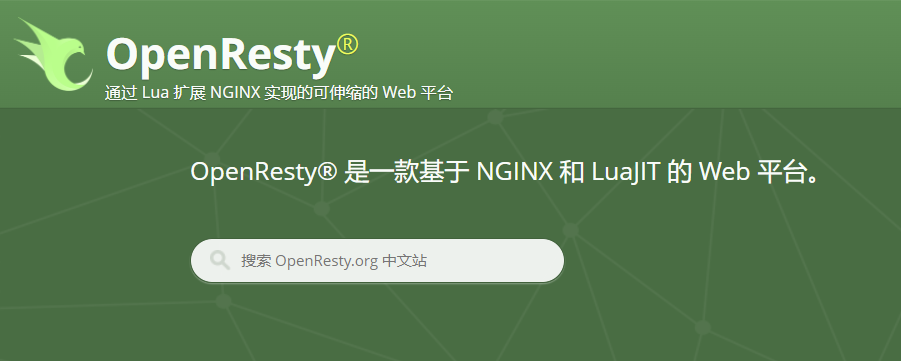 OpenResty®
通过 Lua 扩展 NGINX 实现的可伸缩的 Web 平台
OpenResty® 是一款基于 NGINX 和 LuaJIT 的 Web 平台。
搜索 OpenResty.org 中文站